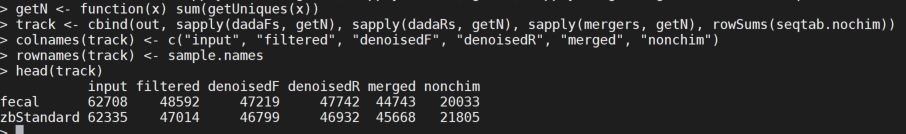 > getN <- function(x) sum(getUniques(x))
> track <- cbind(out, sapply(dadaFs, getN), sapply(dadaRs, getN), sapply(mergers, getN), rowSums(seqtab.nochim))
> colnames(track) <- c("input", "filtered", "denoisedF", "denoisedR", "merged", "nonchim")
> rownames(track) <- sample.names
> head(track)
           input filtered denoisedF denoisedR merged nonchim
fecal      62708    48592     47219     47742  44743   20033
zbStandard 62335    47014     46799     46932  45668   21805
>